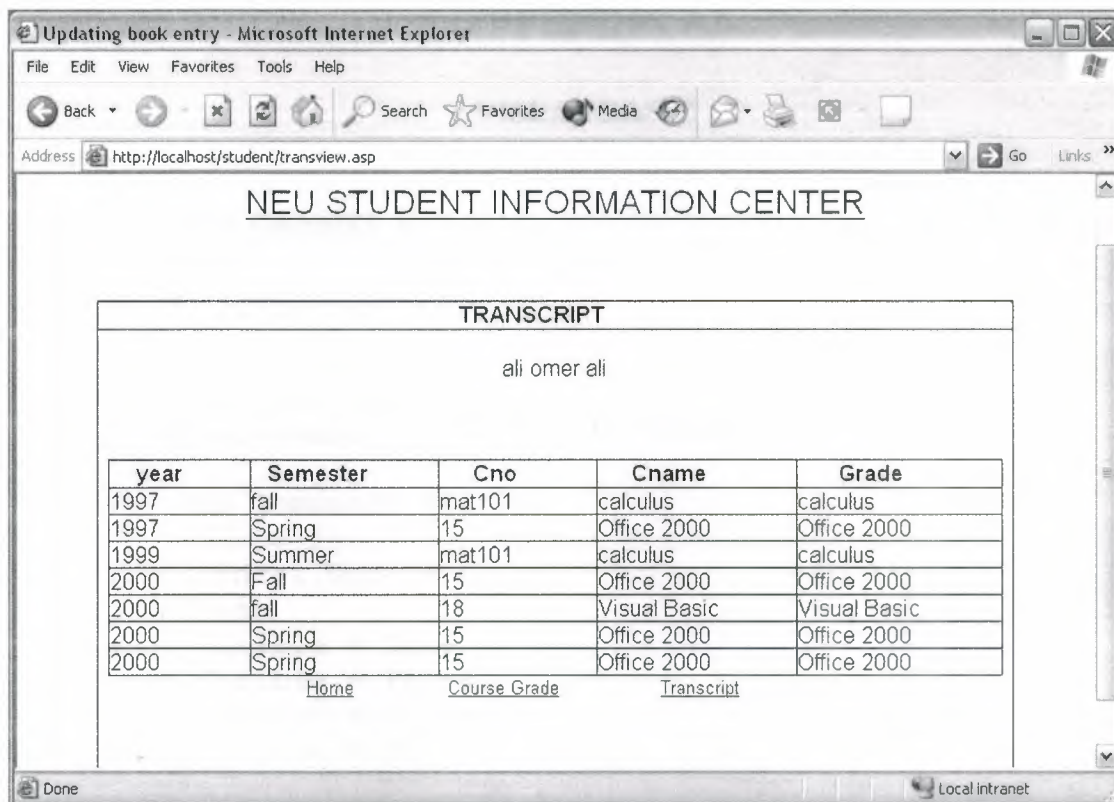 Updating book entry - Microsoft Internet Explorer
File Edit View Favorites Tools Help
Back Search Favorites Media
Address http://localhost/student/transview.asp Go Links »
NEU STUDENT INFORMATION CENTER
TRANSCRIPT
ali omer ali
year Semester Cno Cname Grade
1997 fall mat101 calculus calculus
1997 Spring 15 Office 2000 Office 2000
1999 Summer mat101 calculus calculus
2000 Fall 15 Office 2000 Office 2000
2000 fall 18 Visual Basic Visual Basic
2000 Spring 15 Office 2000 Office 2000
2000 Spring 15 Office 2000 Office 2000
Home Course Grade Transcript
Done Local intranet